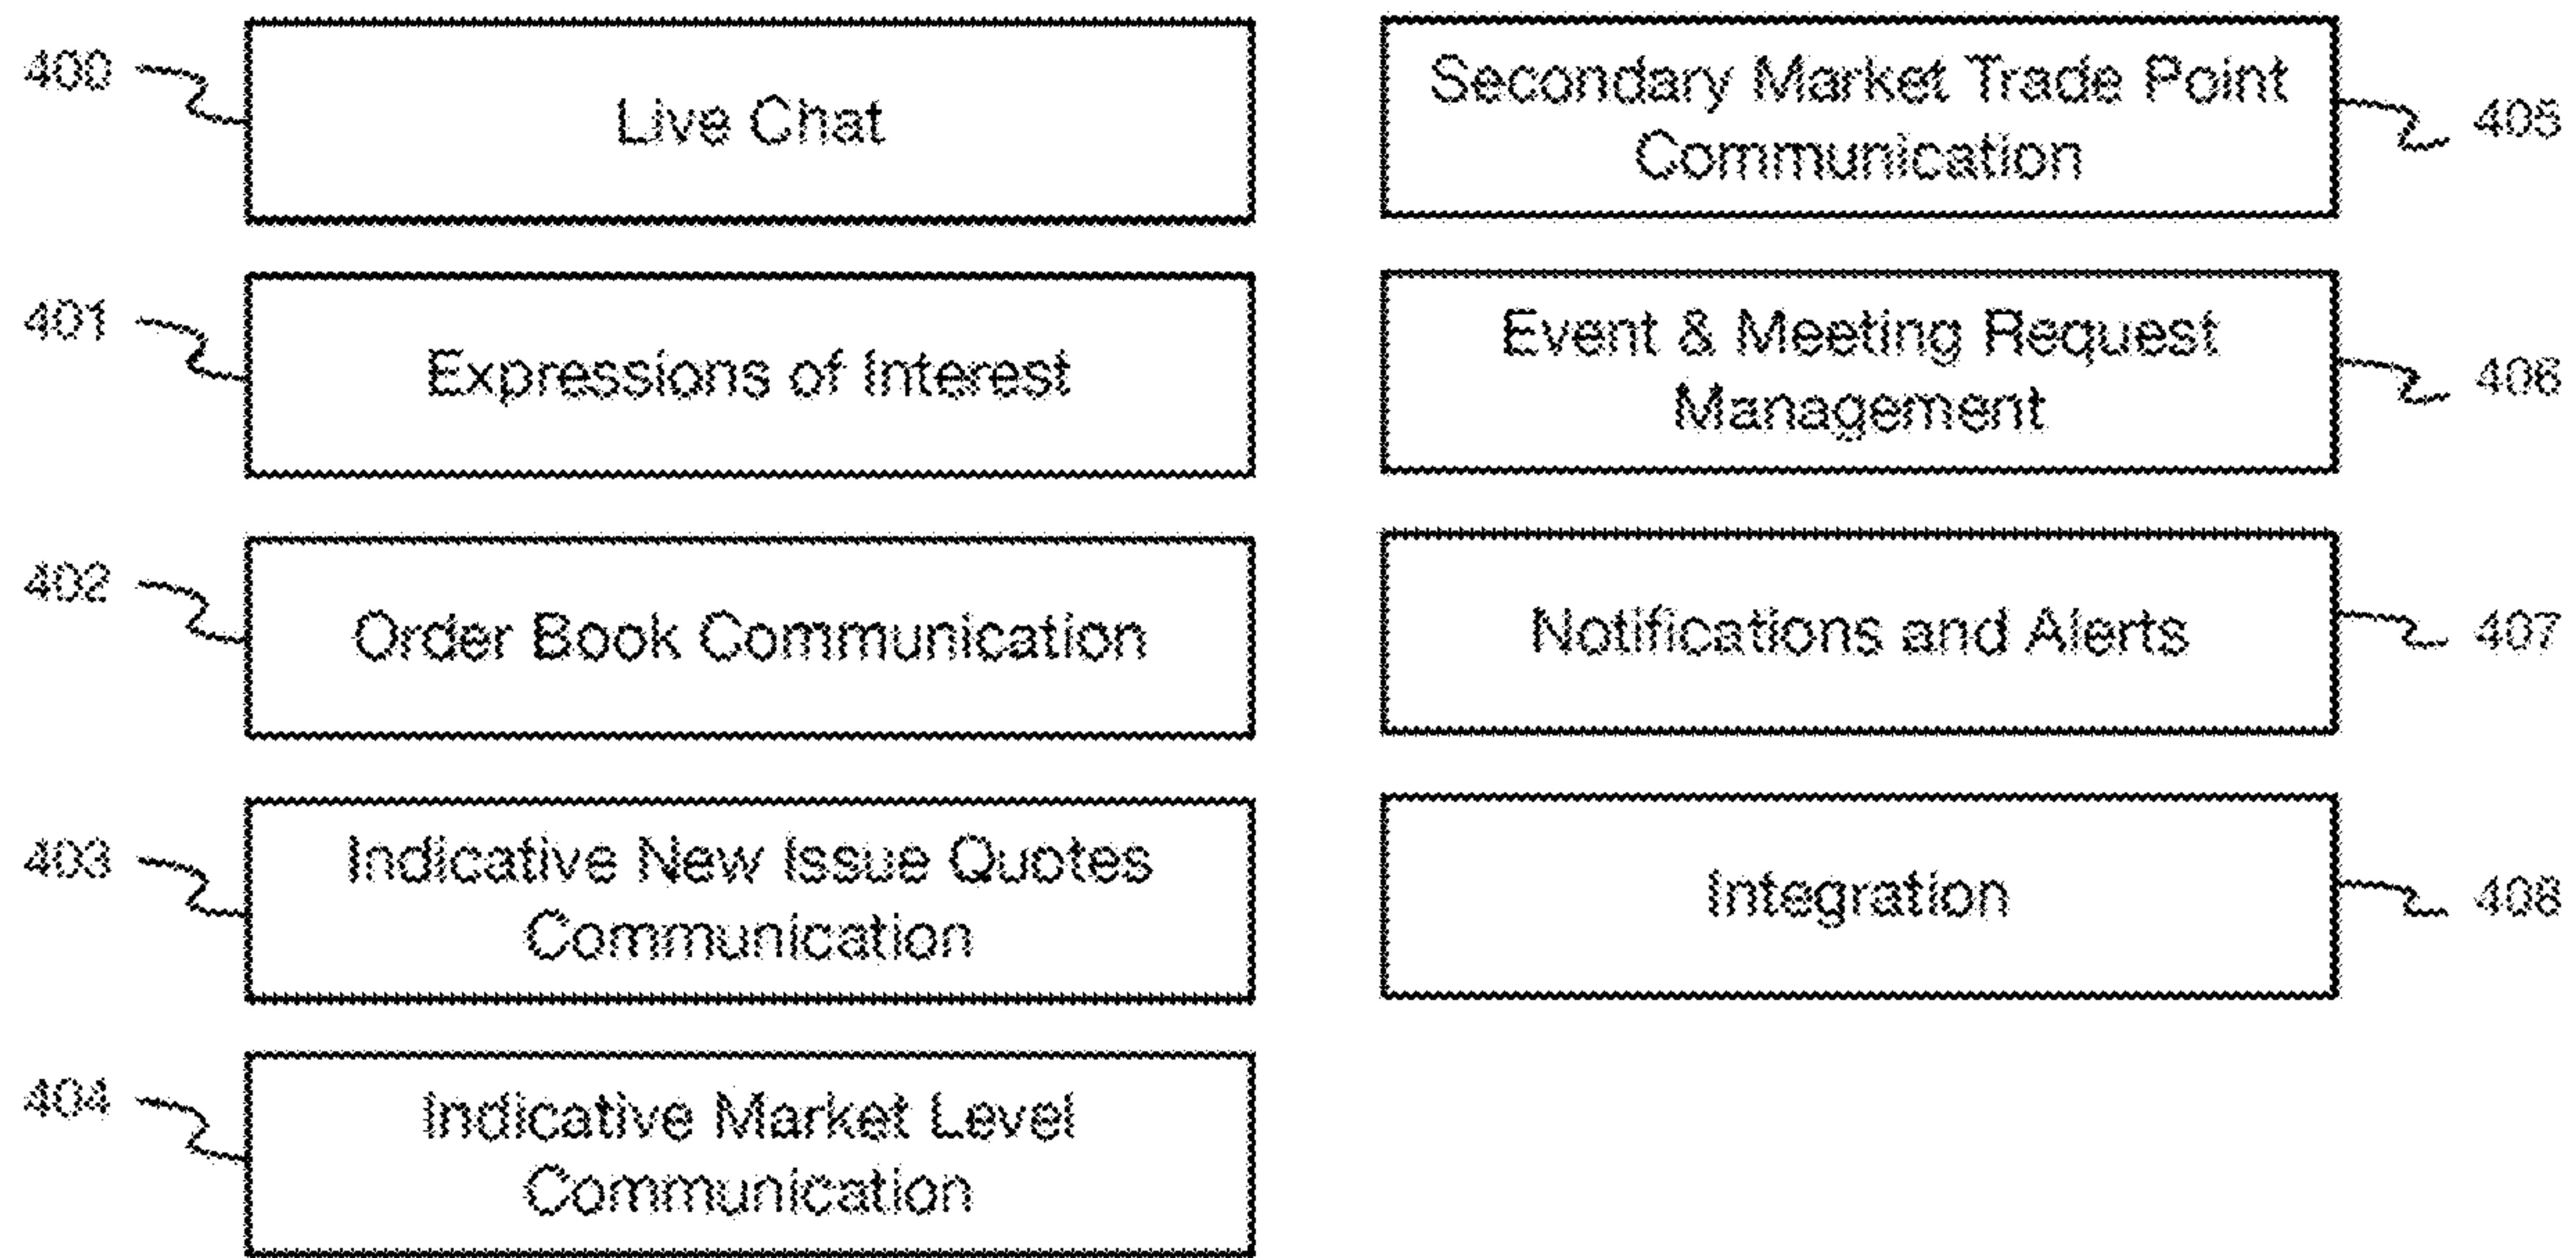 400
Live Chat
401
Expressions of Interest
402
Order Book Communication
403
Indicative New Issue Quotes
Communication
404
Indicative Market Level
Communication
Secondary Market Trade Point
Communication
405
Event & Meeting Request
Management
406
Notifications and Alerts
407
Integration
408